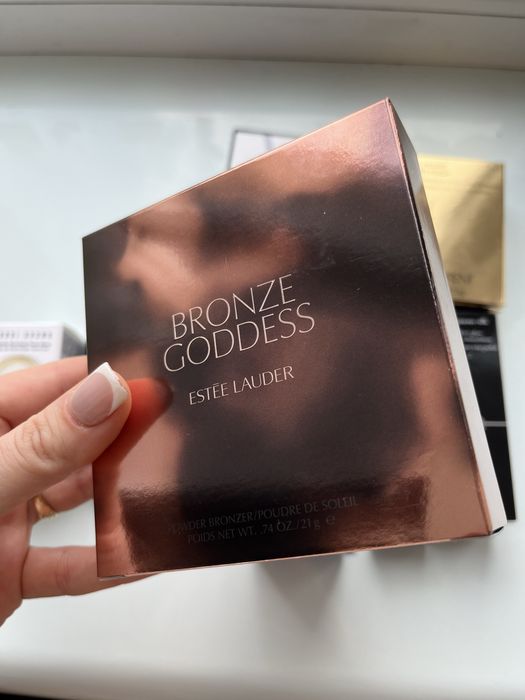 BRONZE
GODDESS
ESTĒE LAUDER
POWDER BRONZER/POUDRE DE SOLEIL
POIDS NET WT. .74 OZ./21 g ℮